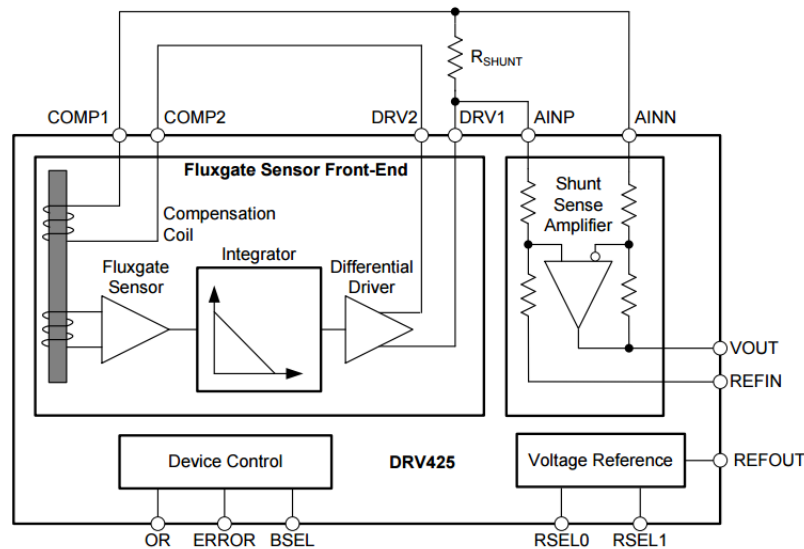 RSHUNT
COMP1 COMP2 DRV2 DRV1 AINP AINN
Fluxgate Sensor Front-End
Compensation
Coil
Fluxgate
Sensor
Integrator
Differential
Driver
Shunt
Sense
Amplifier
VOUT
REFIN
Device Control
DRV425
Voltage Reference
REFOUT
OR ERROR BSEL
RSEL0 RSEL1